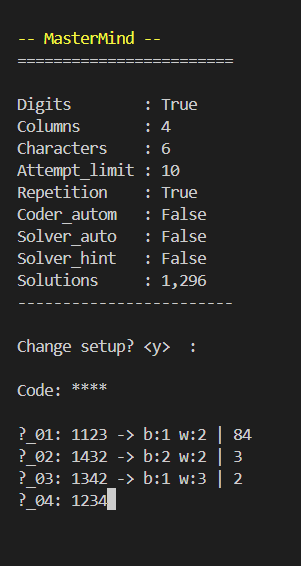 -- MasterMind --
========================
Digits : True
Columns : 4
Characters : 6
Attempt_limit : 10
Repetition : True
Coder_autom : False
Solver_auto : False
Solver_hint : False
Solutions : 1,296
------------------------
Change setup? <y> :
Code: ****
?_01: 1123 -> b:1 w:2 | 84
?_02: 1432 -> b:2 w:2 | 3
?_03: 1342 -> b:1 w:3 | 2
?_04: 1234